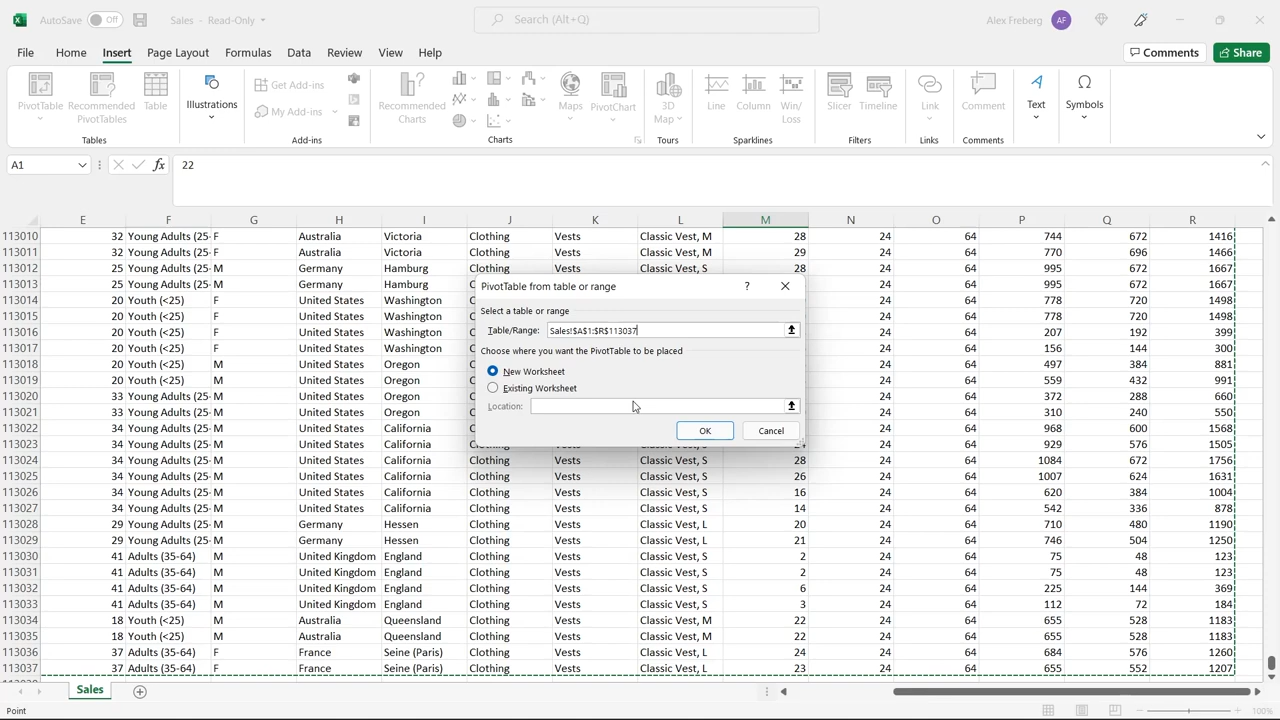 AutoSave Off Sales - Read-Only Search (Alt+Q) Alex Freberg AF
File Home Insert Page Layout Formulas Data Review View Help Comments Share
PivotTable Recommended PivotTables Table Illustrations Get Add-ins My Add-ins Recommended Charts Maps PivotChart 3D Map Line Column Win/Loss Slicer Timeline Link Comment Text Symbols
Tables Add-ins Charts Tours Sparklines Filters Links Comments
A1 fx 22
E F G H I J K L M N O P Q R
113010 32 Young Adults (25- F Australia Victoria Clothing Vests Classic Vest, M 28 24 64 744 672 1416
113011 32 Young Adults (25- F Australia Victoria Clothing Vests Classic Vest, M 29 24 64 770 696 1466
113012 25 Young Adults (25- M Germany Hamburg Clothing Vests Classic Vest, S 28 24 64 995 672 1667
113013 25 Young Adults (25- M Germany Hamburg 64 995 672 1667
113014 20 Youth (<25) F United States Washington 24 64 778 720 1498
113015 20 Youth (<25) F United States Washington 24 64 778 720 1498
113016 20 Youth (<25) F United States Washington 24 64 207 192 399
113017 20 Youth (<25) F United States Washington 24 64 156 144 300
113018 20 Youth (<25) M United States Oregon 24 64 497 384 881
113019 20 Youth (<25) M United States Oregon 24 64 559 432 991
113020 33 Young Adults (25- M United States Oregon 24 64 372 288 660
113021 33 Young Adults (25- M United States Oregon 24 64 310 240 550
113022 34 Young Adults (25- M United States California 24 64 968 600 1568
113023 34 Young Adults (25- M United States California 24 64 929 576 1505
113024 34 Young Adults (25- M United States California Clothing Vests Classic Vest, S 28 24 64 1084 672 1756
113025 34 Young Adults (25- M United States California Clothing Vests Classic Vest, S 26 24 64 1007 624 1631
113026 34 Young Adults (25- M United States California Clothing Vests Classic Vest, S 16 24 64 620 384 1004
113027 34 Young Adults (25- M United States California Clothing Vests Classic Vest, S 14 24 64 542 336 878
113028 29 Young Adults (25- M Germany Hessen Clothing Vests Classic Vest, L 20 24 64 710 480 1190
113029 29 Young Adults (25- M Germany Hessen Clothing Vests Classic Vest, L 21 24 64 746 504 1250
113030 41 Adults (35-64) M United Kingdom England Clothing Vests Classic Vest, S 2 24 64 75 48 123
113031 41 Adults (35-64) M United Kingdom England Clothing Vests Classic Vest, S 2 24 64 75 48 123
113032 41 Adults (35-64) M United Kingdom England Clothing Vests Classic Vest, S 6 24 64 225 144 369
113033 41 Adults (35-64) M United Kingdom England Clothing Vests Classic Vest, S 3 24 64 112 72 184
113034 18 Youth (<25) M Australia Queensland Clothing Vests Classic Vest, M 22 24 64 655 528 1183
113035 18 Youth (<25) M Australia Queensland Clothing Vests Classic Vest, M 22 24 64 655 528 1183
113036 37 Adults (35-64) F France Seine (Paris) Clothing Vests Classic Vest, L 24 24 64 684 576 1260
113037 37 Adults (35-64) F France Seine (Paris) Clothing Vests Classic Vest, L 23 24 64 655 552 1207
PivotTable from table or range ?
Select a table or range
Table/Range: Sales!$A$1:$R$113037
Choose where you want the PivotTable to be placed
New Worksheet
Existing Worksheet
Location:
OK Cancel
Sales
Point 100%